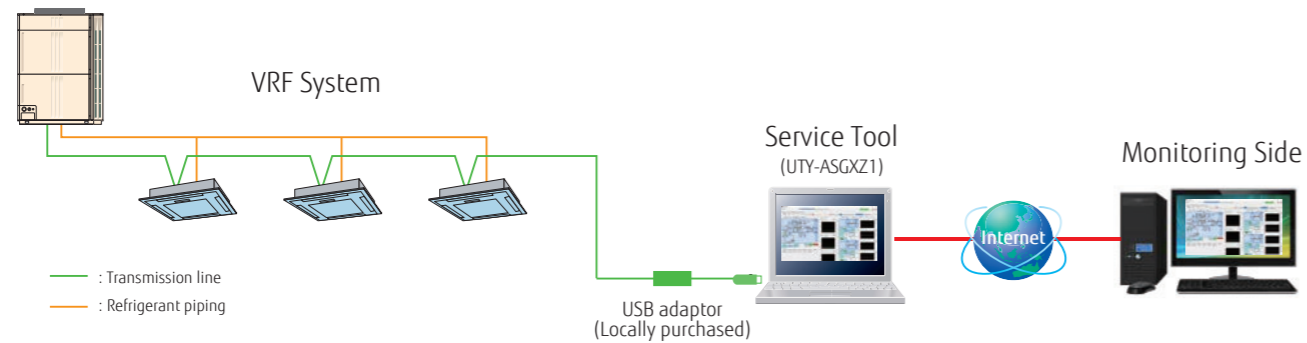 VRF System
Service Tool
(UTY-ASGXZ1)
Monitoring Side
Internet
: Transmission line
: Refrigerant piping
USB adaptor
(Locally purchased)